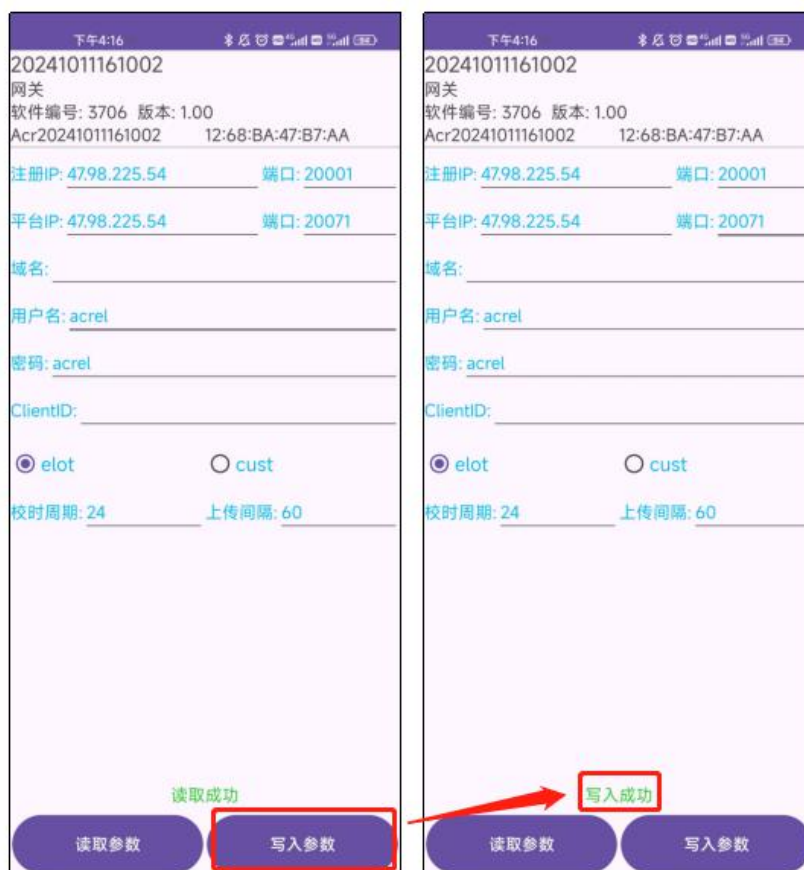 下午4:16
20241011161002
网关
软件编号: 3706 版本: 1.00
Acr20241011161002 12:68:BA:47:B7:AA
注册IP: 47.98.225.54 端口: 20001
平台IP: 47.98.225.54 端口: 20071
域名:
用户名: acrel
密码: acrel
ClientID:
elot cust
校时周期: 24 上传间隔: 60
读取成功
读取参数 写入参数
下午4:16
20241011161002
网关
软件编号: 3706 版本: 1.00
Acr20241011161002 12:68:BA:47:B7:AA
注册IP: 47.98.225.54 端口: 20001
平台IP: 47.98.225.54 端口: 20071
域名:
用户名: acrel
密码: acrel
ClientID:
elot cust
校时周期: 24 上传间隔: 60
写入成功
读取参数 写入参数